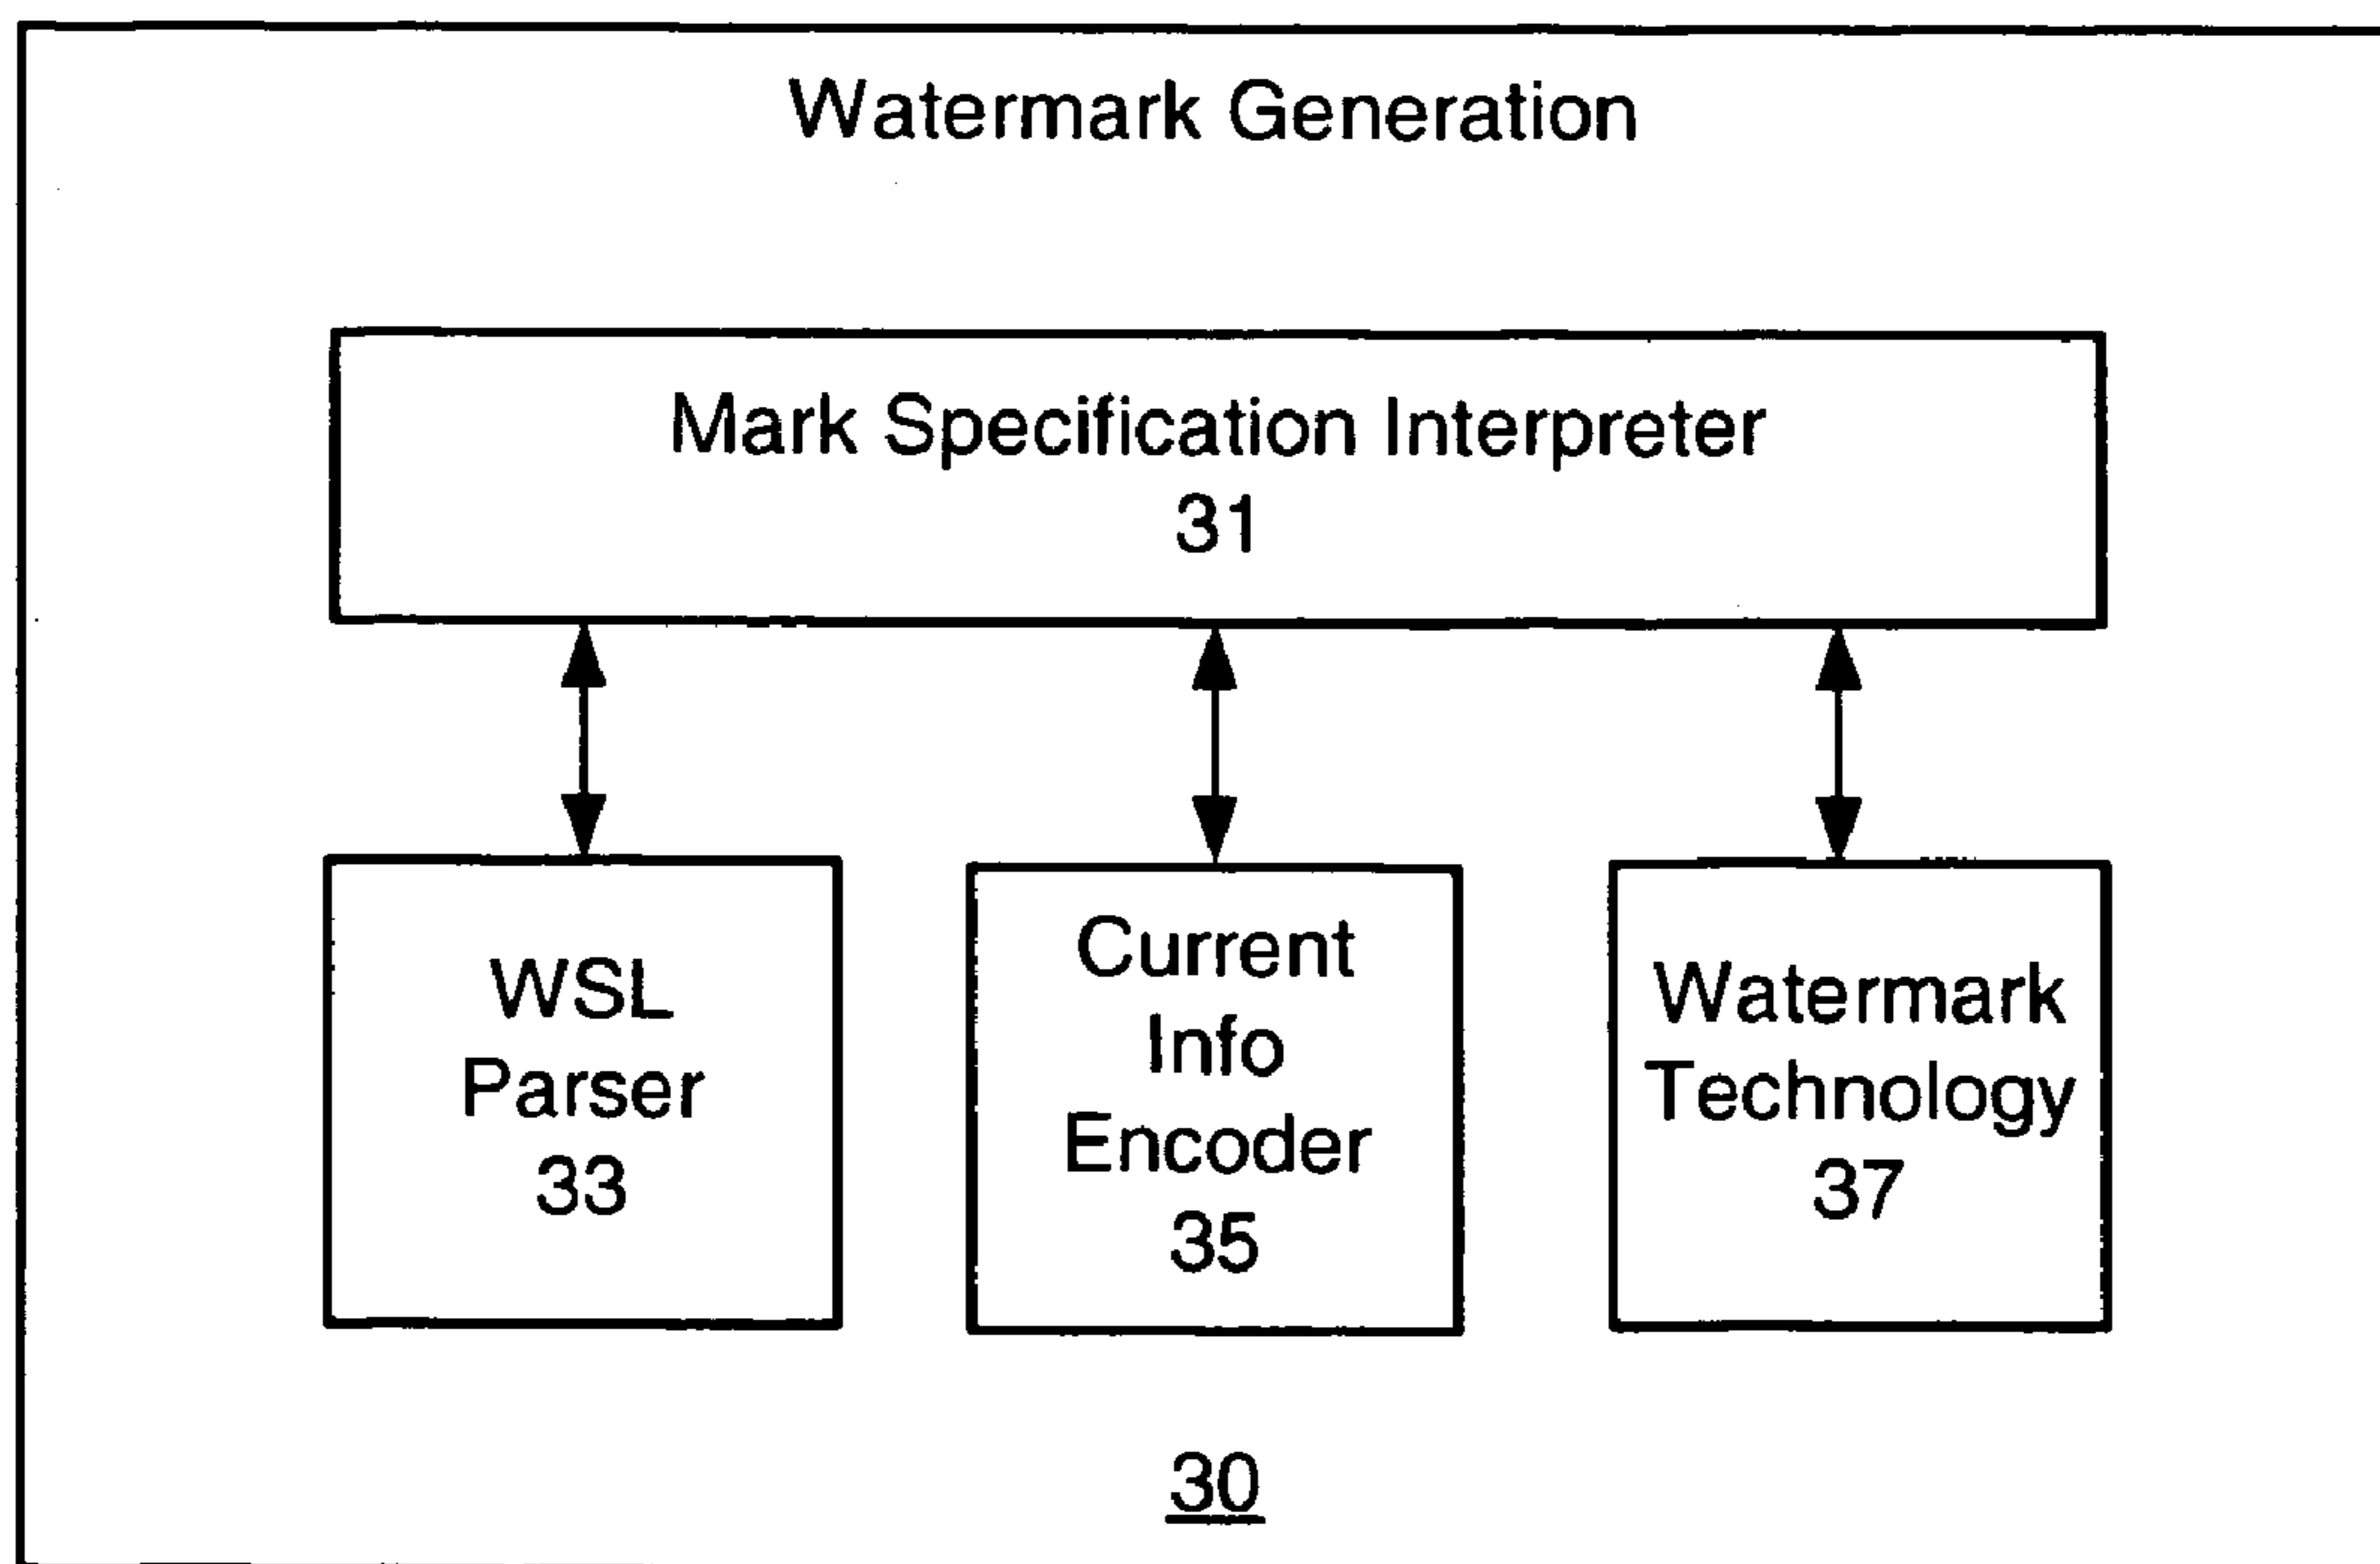 Watermark Generation
Mark Specification Interpreter
31
WSL
Parser
33
Current
Info
Encoder
35
Watermark
Technology
37
30